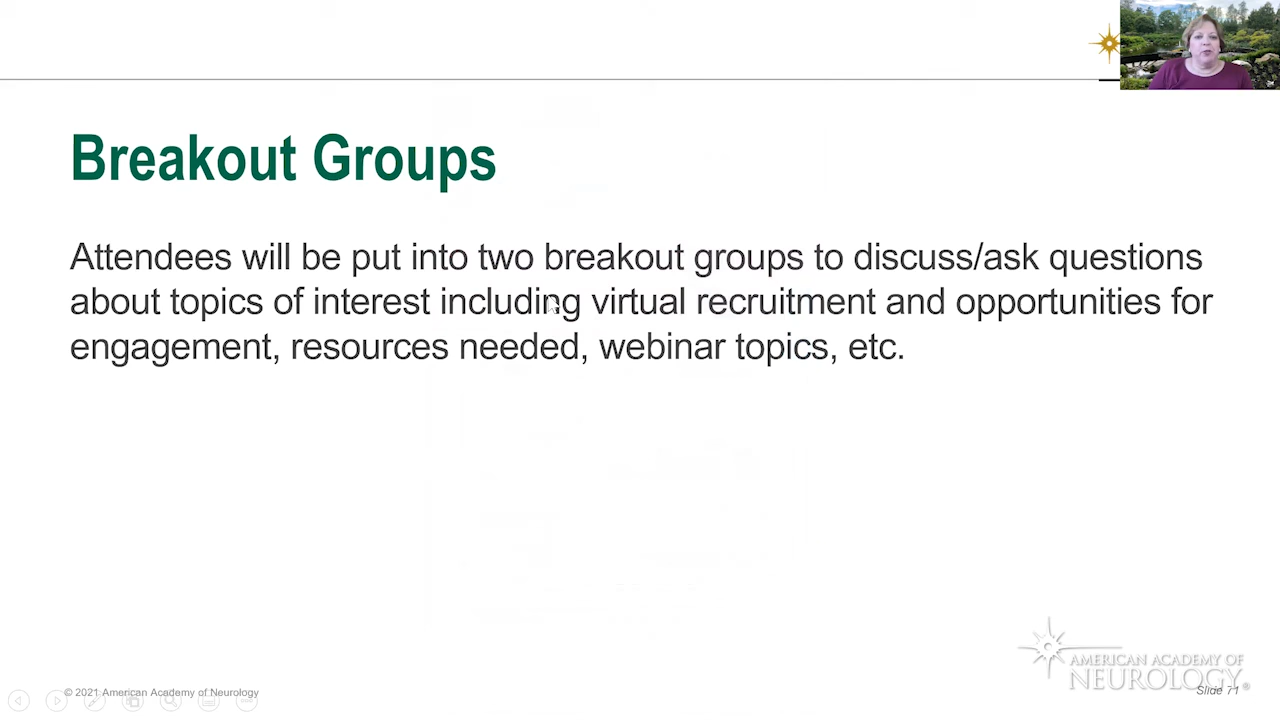 Breakout Groups
Attendees will be put into two breakout groups to discuss/ask questions
about topics of interest including virtual recruitment and opportunities for
engagement, resources needed, webinar topics, etc.
AMERICAN ACADEMY OF
NEUROLOGY®
© 2021 American Academy of Neurology
Slide 71